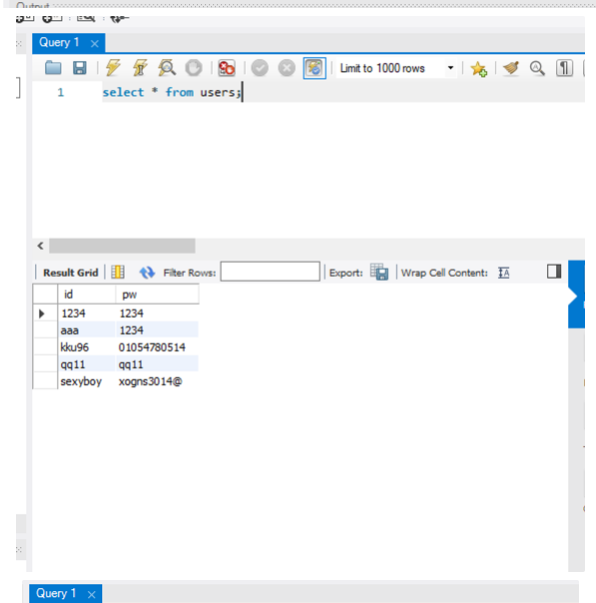 Output
Query 1 ×
Limit to 1000 rows
1 select * from users;
Result Grid Filter Rows: Export: Wrap Cell Content:
id pw
1234 1234
aaa 1234
kku96 01054780514
qq11 qq11
sexyboy xogns3014@
Query 1 ×